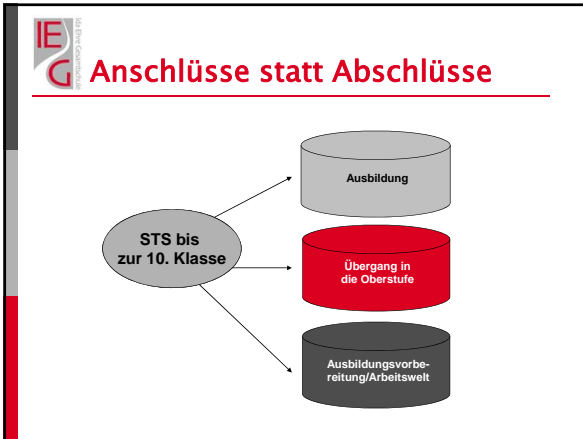 IE
G
Ida Ehre Gesamtschule
Anschlüsse statt Abschlüsse
STS bis
zur 10. Klasse
Ausbildung
Übergang in
die Oberstufe
Ausbildungsvorbe-
reitung/Arbeitswelt